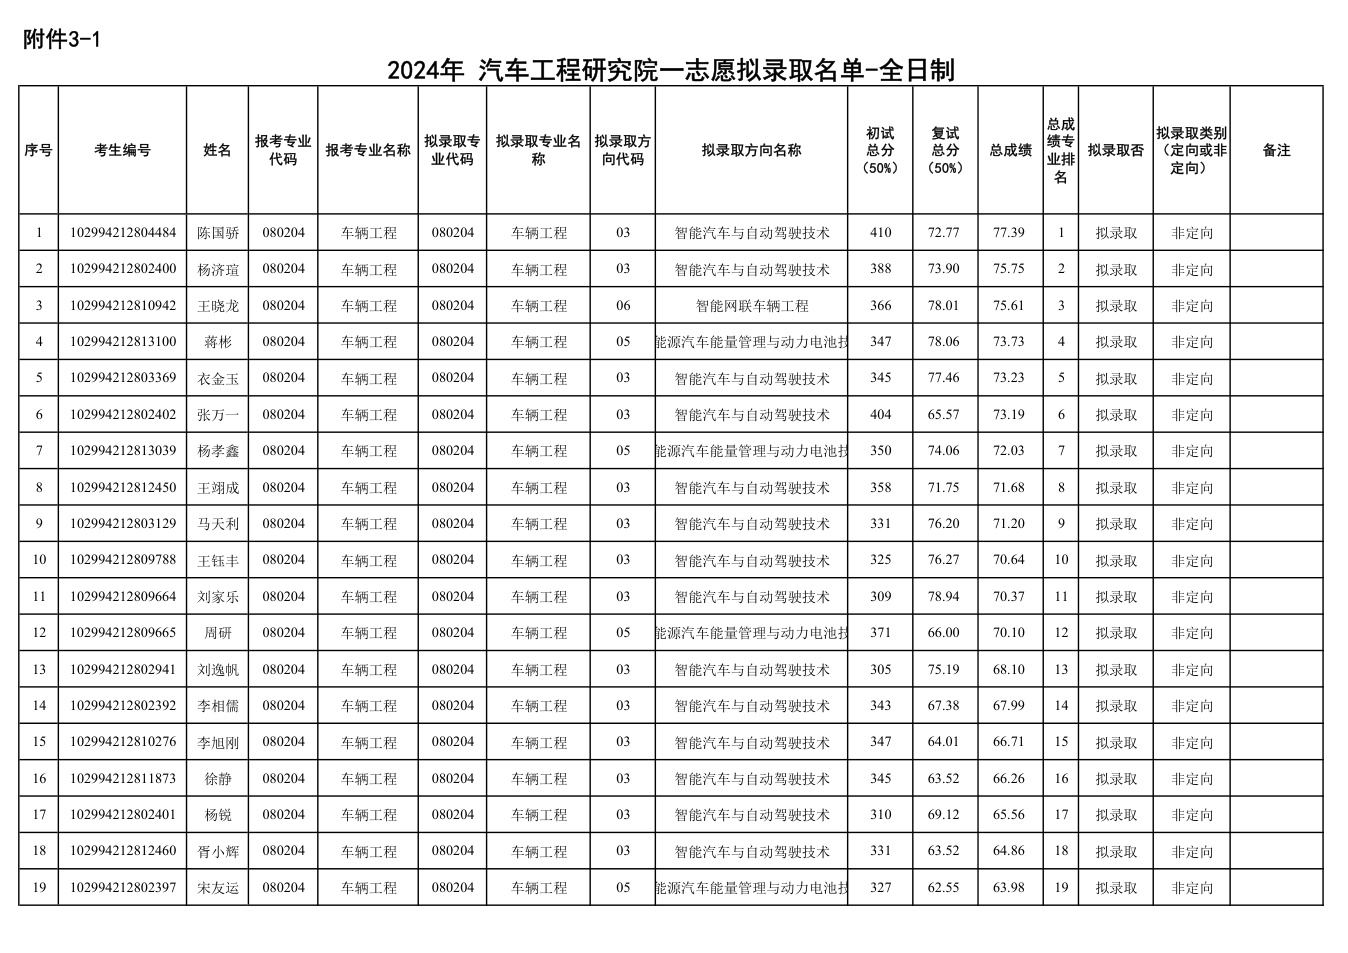 附件3-1
2024年 汽车工程研究院一志愿拟录取名单-全日制
序号 考生编号 姓名 报考专业代码 报考专业名称 拟录取专业代码 拟录取专业名称 拟录取方向代码 拟录取方向名称 初试总分（50%） 复试总分（50%） 总成绩 总成绩专业排名 拟录取否 拟录取类别（定向或非定向） 备注
1 102994212804484 陈国骄 080204 车辆工程 080204 车辆工程 03 智能汽车与自动驾驶技术 410 72.77 77.39 1 拟录取 非定向
2 102994212802400 杨济瑄 080204 车辆工程 080204 车辆工程 03 智能汽车与自动驾驶技术 388 73.90 75.75 2 拟录取 非定向
3 102994212810942 王晓龙 080204 车辆工程 080204 车辆工程 06 智能网联车辆工程 366 78.01 75.61 3 拟录取 非定向
4 102994212813100 蒋彬 080204 车辆工程 080204 车辆工程 05 能源汽车能量管理与动力电池技 347 78.06 73.73 4 拟录取 非定向
5 102994212803369 衣金玉 080204 车辆工程 080204 车辆工程 03 智能汽车与自动驾驶技术 345 77.46 73.23 5 拟录取 非定向
6 102994212802402 张万一 080204 车辆工程 080204 车辆工程 03 智能汽车与自动驾驶技术 404 65.57 73.19 6 拟录取 非定向
7 102994212813039 杨孝鑫 080204 车辆工程 080204 车辆工程 05 能源汽车能量管理与动力电池技 350 74.06 72.03 7 拟录取 非定向
8 102994212812450 王翊成 080204 车辆工程 080204 车辆工程 03 智能汽车与自动驾驶技术 358 71.75 71.68 8 拟录取 非定向
9 102994212803129 马天利 080204 车辆工程 080204 车辆工程 03 智能汽车与自动驾驶技术 331 76.20 71.20 9 拟录取 非定向
10 102994212809788 王钰丰 080204 车辆工程 080204 车辆工程 03 智能汽车与自动驾驶技术 325 76.27 70.64 10 拟录取 非定向
11 102994212809664 刘家乐 080204 车辆工程 080204 车辆工程 03 智能汽车与自动驾驶技术 309 78.94 70.37 11 拟录取 非定向
12 102994212809665 周研 080204 车辆工程 080204 车辆工程 05 能源汽车能量管理与动力电池技 371 66.00 70.10 12 拟录取 非定向
13 102994212802941 刘逸帆 080204 车辆工程 080204 车辆工程 03 智能汽车与自动驾驶技术 305 75.19 68.10 13 拟录取 非定向
14 102994212802392 李相儒 080204 车辆工程 080204 车辆工程 03 智能汽车与自动驾驶技术 343 67.38 67.99 14 拟录取 非定向
15 102994212810276 李旭刚 080204 车辆工程 080204 车辆工程 03 智能汽车与自动驾驶技术 347 64.01 66.71 15 拟录取 非定向
16 102994212811873 徐静 080204 车辆工程 080204 车辆工程 03 智能汽车与自动驾驶技术 345 63.52 66.26 16 拟录取 非定向
17 102994212802401 杨锐 080204 车辆工程 080204 车辆工程 03 智能汽车与自动驾驶技术 310 69.12 65.56 17 拟录取 非定向
18 102994212812460 胥小辉 080204 车辆工程 080204 车辆工程 03 智能汽车与自动驾驶技术 331 63.52 64.86 18 拟录取 非定向
19 102994212802397 宋友运 080204 车辆工程 080204 车辆工程 05 能源汽车能量管理与动力电池技 327 62.55 63.98 19 拟录取 非定向